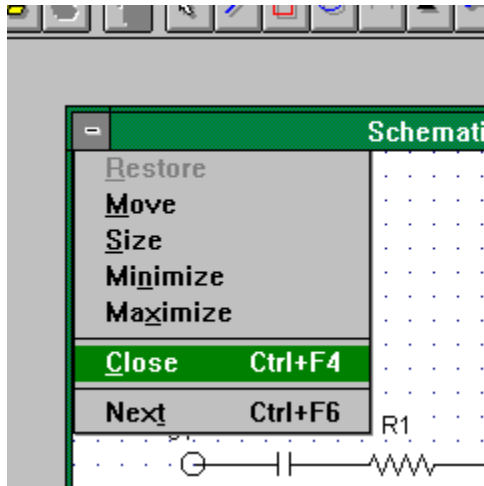 Schemati
Restore
Move
Size
Minimize
Maximize
Close Ctrl+F4
Next Ctrl+F6
R1